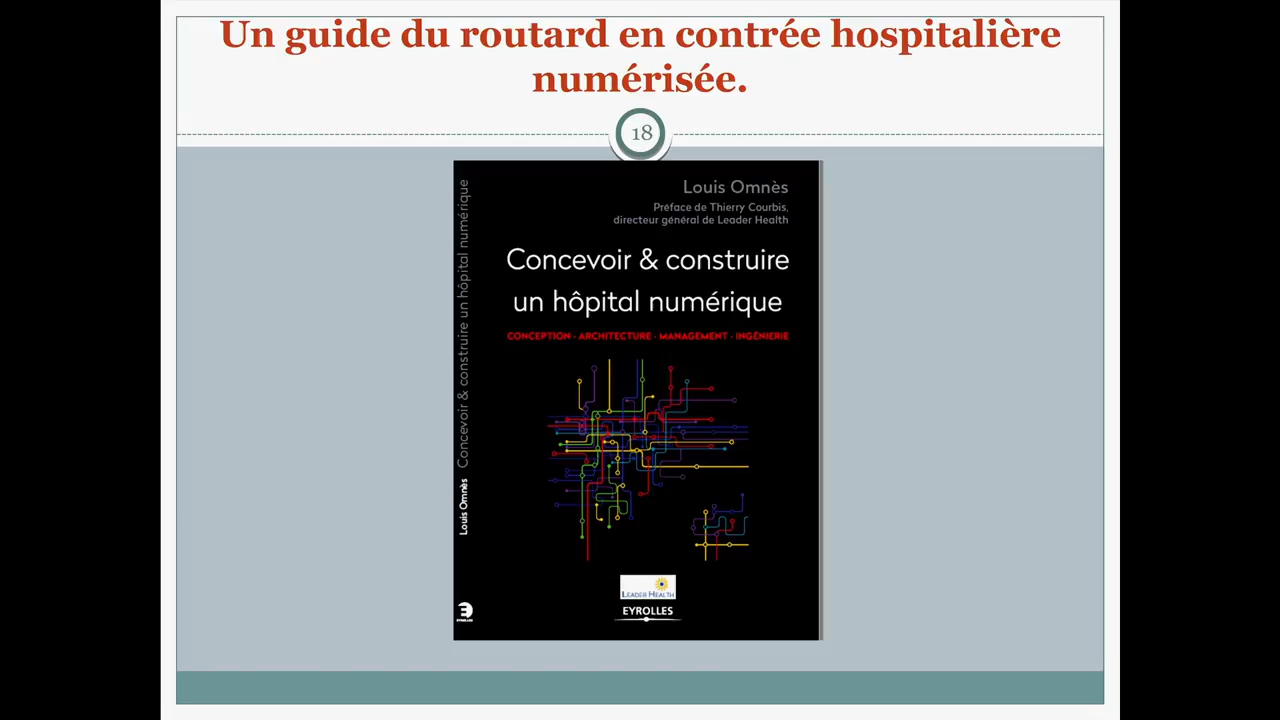 Un guide du routard en contrée hospitalière
numérisée.
18
Louis Omnès
Préface de Thierry Courbis,
directeur général de Leader Health
Concevoir & construire
un hôpital numérique
CONCEPTION · ARCHITECTURE · MANAGEMENT · INGÉNIERIE
LEADER HEALTH
EYROLLES
Concevoir & construire un hôpital numérique
Louis Omnès
EYROLLES